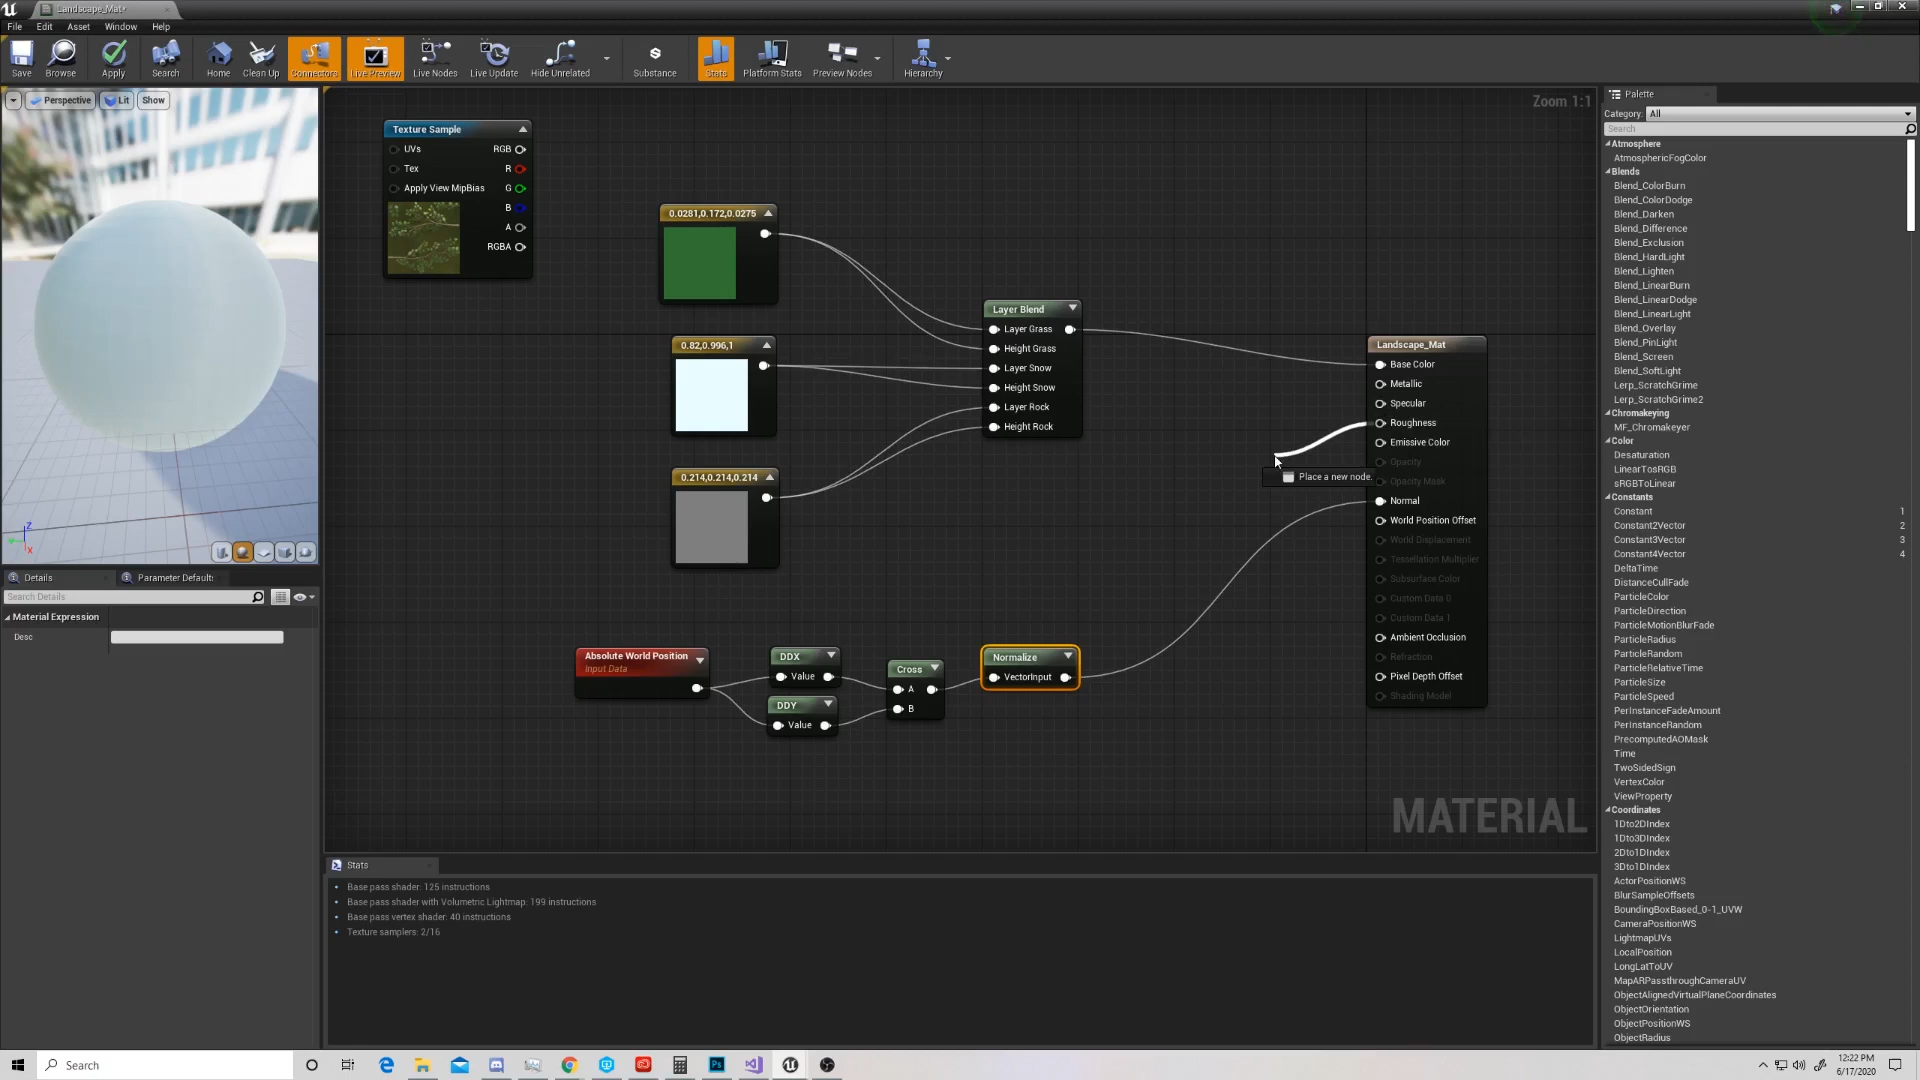 Landscape_Mat*
File Edit Asset Window Help
Save Browse Apply Search Home Clean Up Connectors Live Preview Live Nodes Live Update Hide Unrelated Substance Stats Platform Stats Preview Nodes Hierarchy
Perspective Lit Show
Z
X
Details Parameter Defaults
Search Details
Material Expression
Desc
Zoom 1:1
Texture Sample
UVs RGB
Tex R
Apply View MipBias G
B
A
RGBA
0.0281,0.172,0.0275
0.82,0.996,1
0.214,0.214,0.214
Layer Blend
Layer Grass
Height Grass
Layer Snow
Height Snow
Layer Rock
Height Rock
Absolute World Position
Input Data
DDX
Value
DDY
Value
Cross
A
B
Normalize
VectorInput
Place a new node.
Landscape_Mat
Base Color
Metallic
Specular
Roughness
Emissive Color
Opacity
Opacity Mask
Normal
World Position Offset
World Displacement
Tessellation Multiplier
Subsurface Color
Custom Data 0
Custom Data 1
Ambient Occlusion
Refraction
Pixel Depth Offset
Shading Model
MATERIAL
Stats
Base pass shader: 125 instructions
Base pass shader with Volumetric Lightmap: 199 instructions
Base pass vertex shader: 40 instructions
Texture samplers: 2/16
Palette
Category: All
Search
Atmosphere
AtmosphericFogColor
Blends
Blend_ColorBurn
Blend_ColorDodge
Blend_Darken
Blend_Difference
Blend_Exclusion
Blend_HardLight
Blend_Lighten
Blend_LinearBurn
Blend_LinearDodge
Blend_LinearLight
Blend_Overlay
Blend_PinLight
Blend_Screen
Blend_SoftLight
Lerp_ScratchGrime
Lerp_ScratchGrime2
Chromakeying
MF_Chromakeyer
Color
Desaturation
LinearTosRGB
sRGBToLinear
Constants
Constant 1
Constant2Vector 2
Constant3Vector 3
Constant4Vector 4
DeltaTime
DistanceCullFade
ParticleColor
ParticleDirection
ParticleMotionBlurFade
ParticleRadius
ParticleRandom
ParticleRelativeTime
ParticleSize
ParticleSpeed
PerInstanceFadeAmount
PerInstanceRandom
PrecomputedAOMask
Time
TwoSidedSign
VertexColor
ViewProperty
Coordinates
1Dto2DIndex
1Dto3DIndex
2Dto1DIndex
3Dto1DIndex
ActorPositionWS
BlurSampleOffsets
BoundingBoxBased_0-1_UVW
CameraPositionWS
LightmapUVs
LocalPosition
LongLatToUV
MapARPassthroughCameraUV
ObjectAlignedVirtualPlaneCoordinates
ObjectOrientation
ObjectPositionWS
ObjectRadius
Search
12:22 PM
6/17/2020